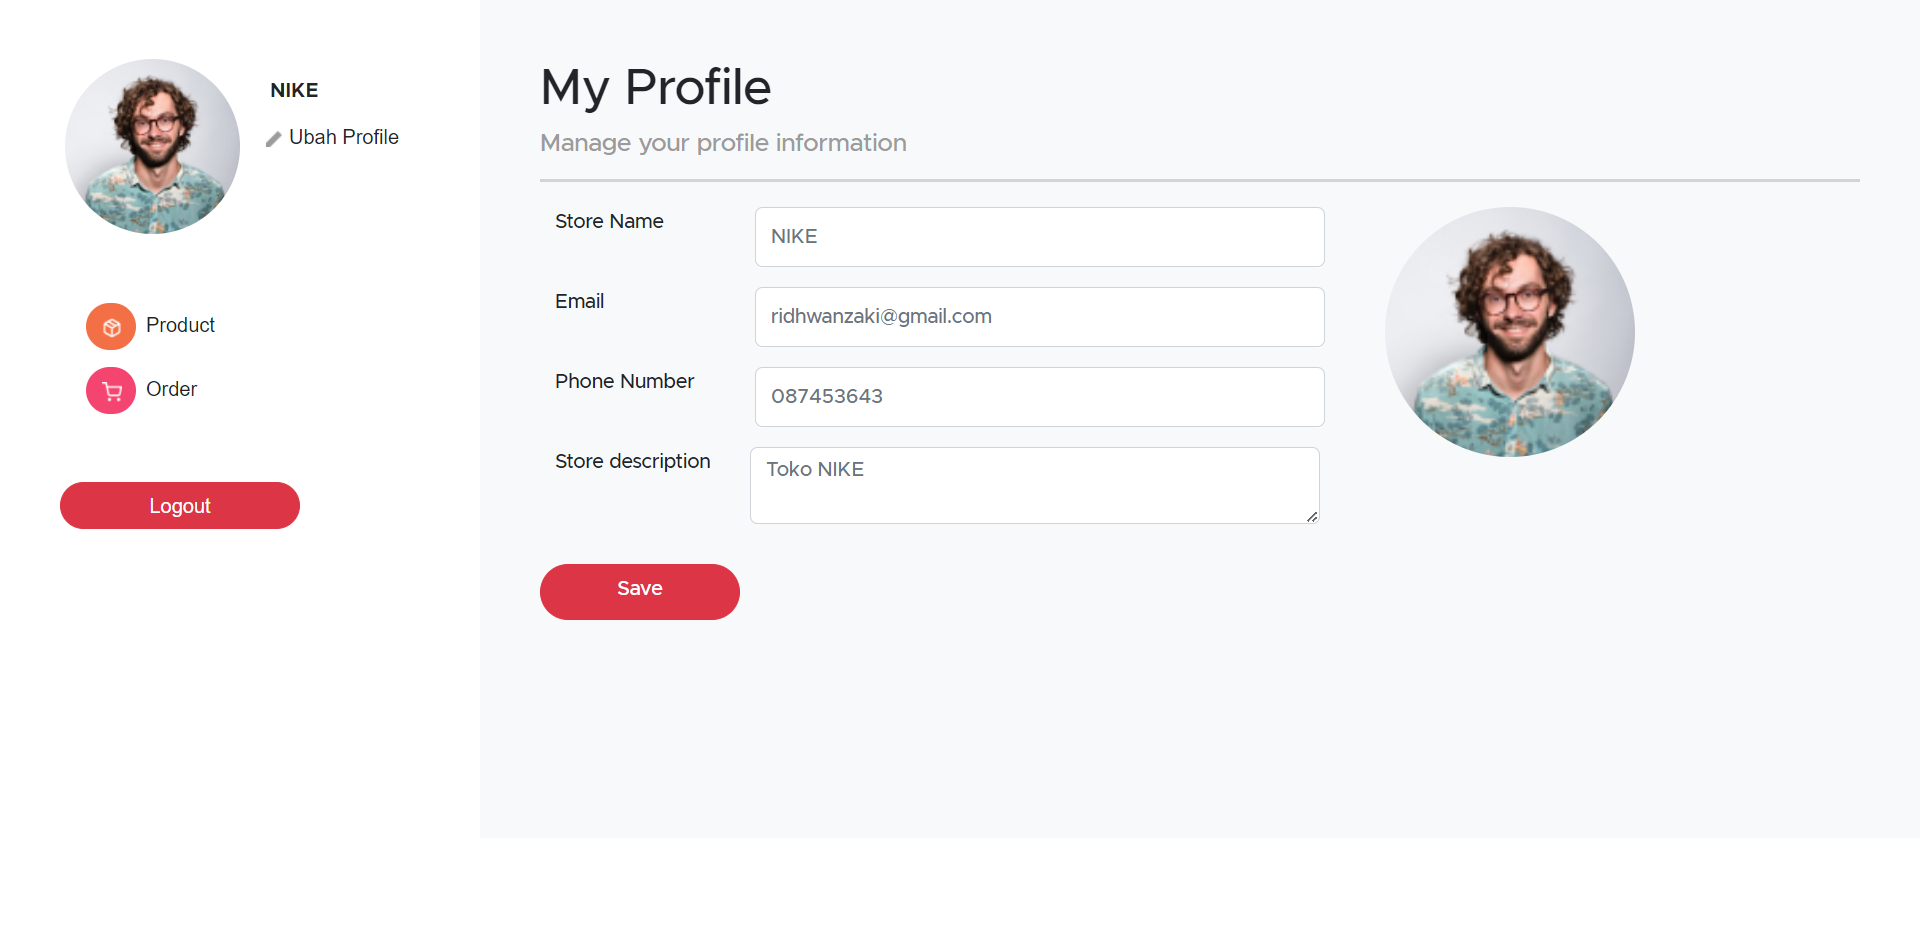 NIKE
Ubah Profile
Product
Order
Logout
My Profile
Manage your profile information
Store Name
NIKE
Email
ridhwanzaki@gmail.com
Phone Number
087453643
Store description
Toko NIKE
Save